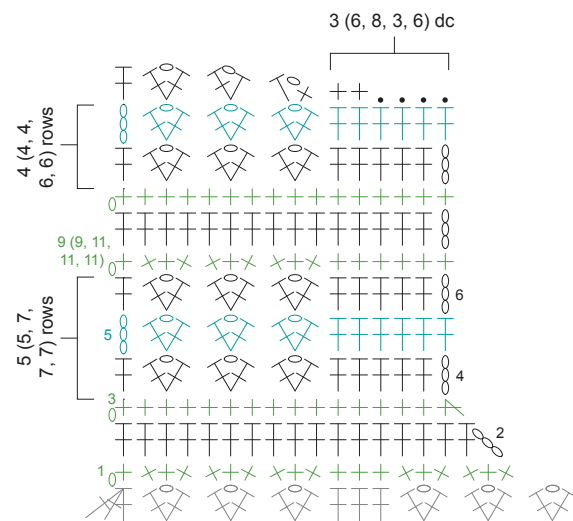 3 (6, 8, 3, 6) dc
4 (4, 4,
6, 6) rows
9 (9, 11,
11, 11)
6
5 (5, 7,
7, 7) rows
5
4
3
2
1